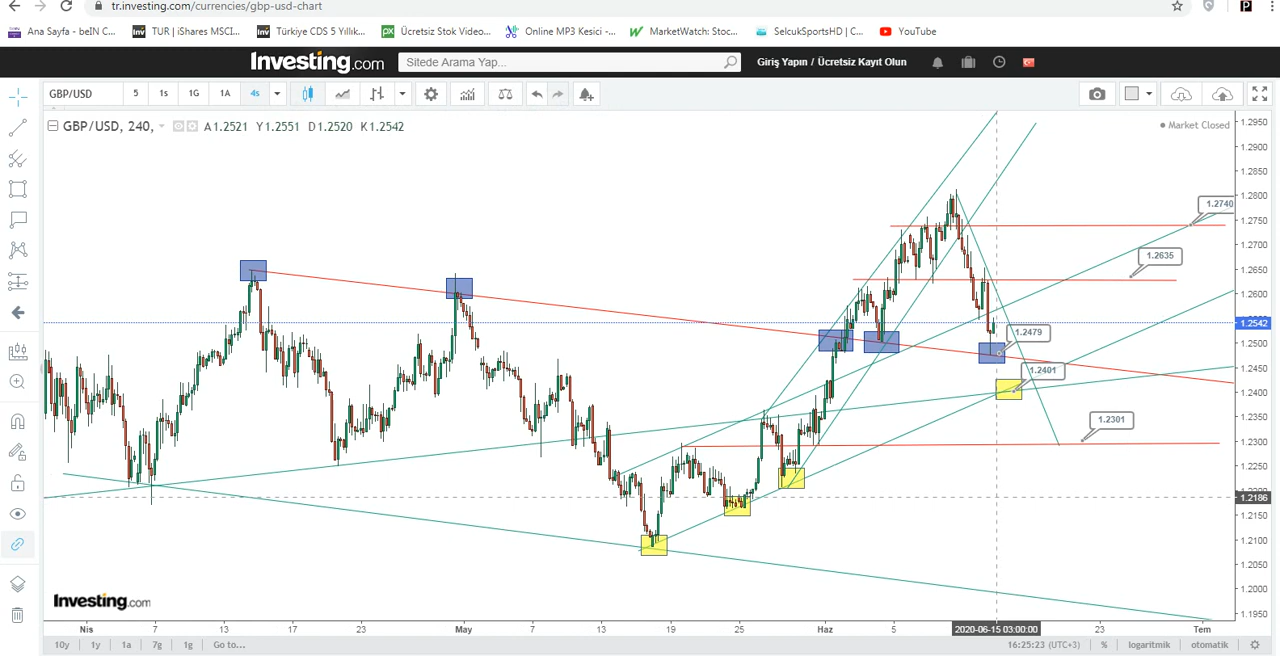 tr.investing.com/currencies/gbp-usd-chart
P
Ana Sayfa - beIN C... TUR | iShares MSCI... Türkiye CDS 5 Yıllık... Ücretsiz Stok Video... Online MP3 Kesici -... MarketWatch: Stoc... SelcukSportsHD | C... YouTube
Investing.com Sitede Arama Yap... Giriş Yapın / Ücretsiz Kayıt Olun
GBP/USD 5 1s 1G 1A 4s
GBP/USD, 240, A1.2521 Y1.2551 D1.2520 K1.2542
Market Closed
1.2950
1.2900
1.2850
1.2800
1.2750
1.2700
1.2650
1.2600
1.2542
1.2500
1.2450
1.2400
1.2350
1.2300
1.2250
1.2186
1.2150
1.2100
1.2050
1.2000
1.1950
1.2740
1.2635
1.2479
1.2401
1.2301
Investing.com
Nis 7 13 17 23 May 7 13 19 25 Haz 5 2020-06-15 03:00:00 23 Tem
10y 1y 1a 7g 1g Go to... 16:25:23 (UTC+3) % logaritmik otomatik